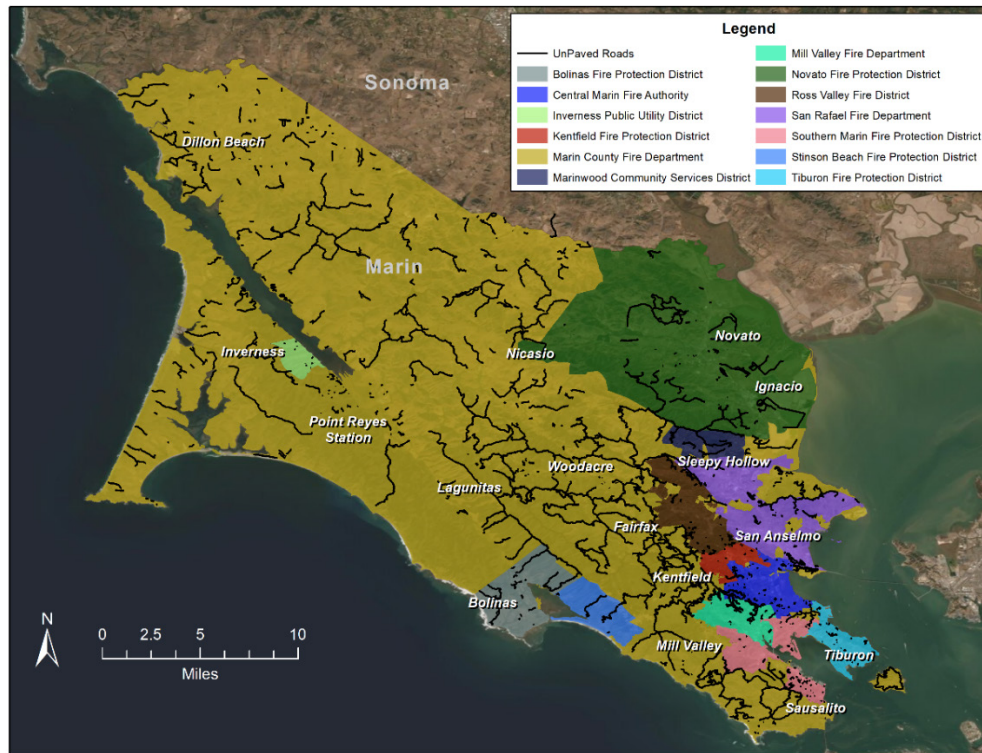 Legend
UnPaved Roads
Bolinas Fire Protection District
Central Marin Fire Authority
Inverness Public Utility District
Kentfield Fire Protection District
Marin County Fire Department
Marinwood Community Services District
Mill Valley Fire Department
Novato Fire Protection District
Ross Valley Fire District
San Rafael Fire Department
Southern Marin Fire Protection District
Stinson Beach Fire Protection District
Tiburon Fire Protection District
Sonoma
Dillon Beach
Marin
Novato
Inverness
Nicasio
Ignacio
Point Reyes
Station
Woodacre
Sleepy Hollow
Lagunitas
Fairfax
San Anselmo
Kentfield
Bolinas
Mill Valley
Tiburon
Sausalito
N
0 2.5 5 10
Miles